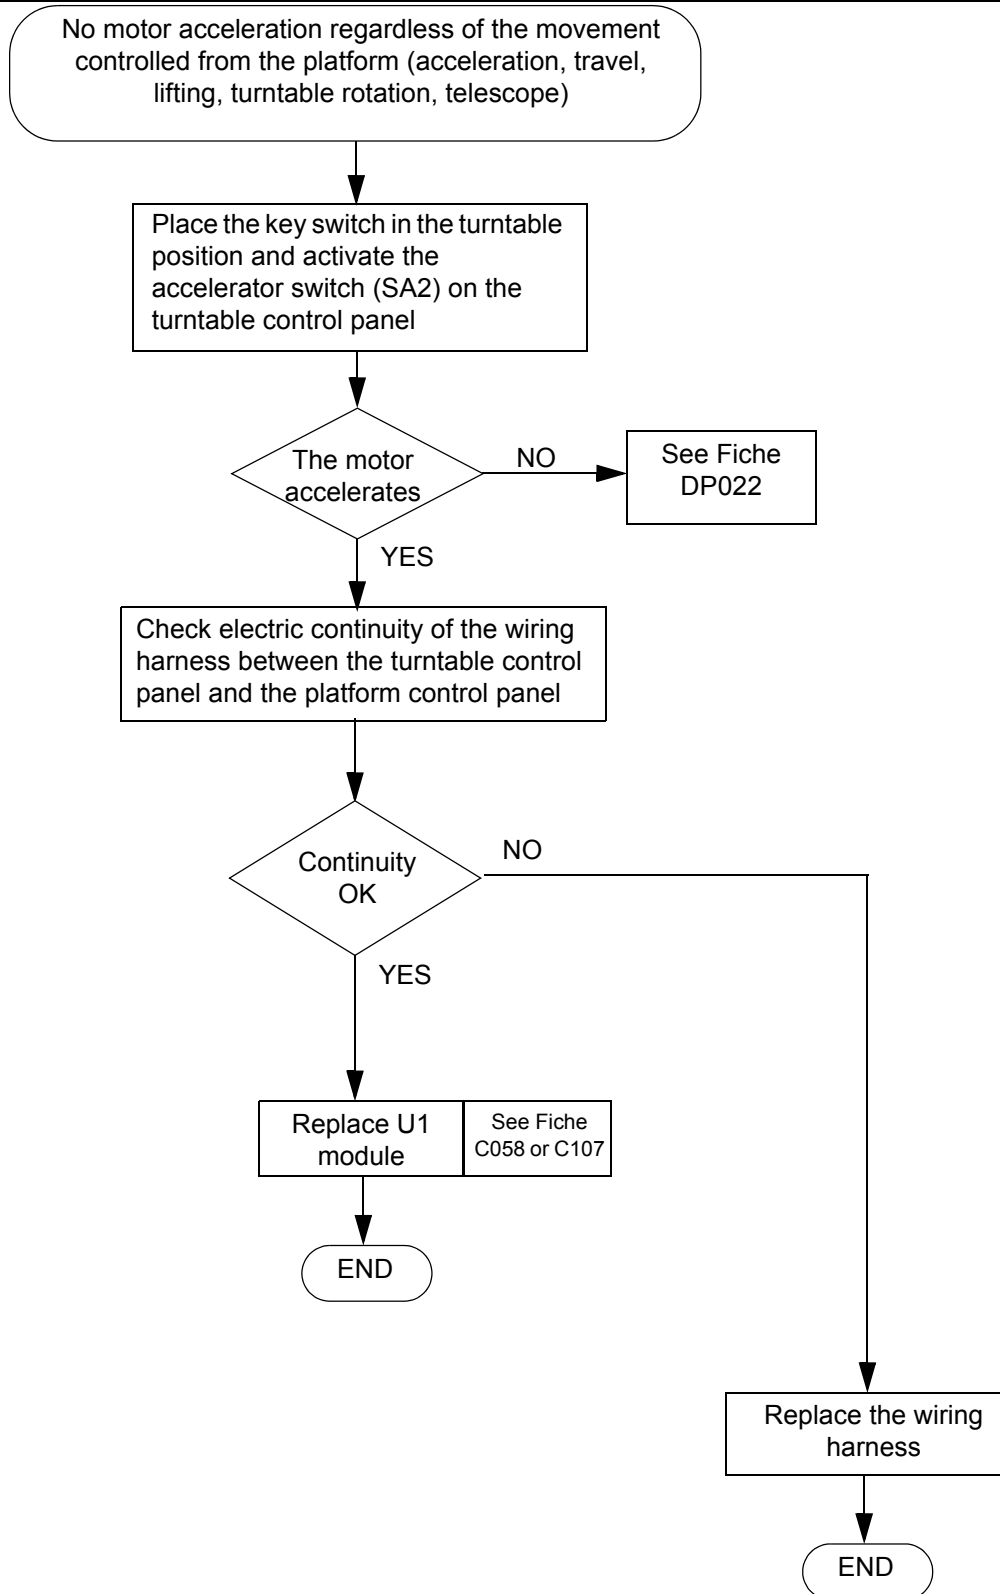 No motor acceleration regardless of the movement
controlled from the platform (acceleration, travel,
lifting, turntable rotation, telescope)
Place the key switch in the turntable
position and activate the
accelerator switch (SA2) on the
turntable control panel
The motor
accelerates
NO
See Fiche
DP022
YES
Check electric continuity of the wiring
harness between the turntable control
panel and the platform control panel
Continuity
OK
NO
YES
Replace U1
module
See Fiche
C058 or C107
END
Replace the wiring
harness
END